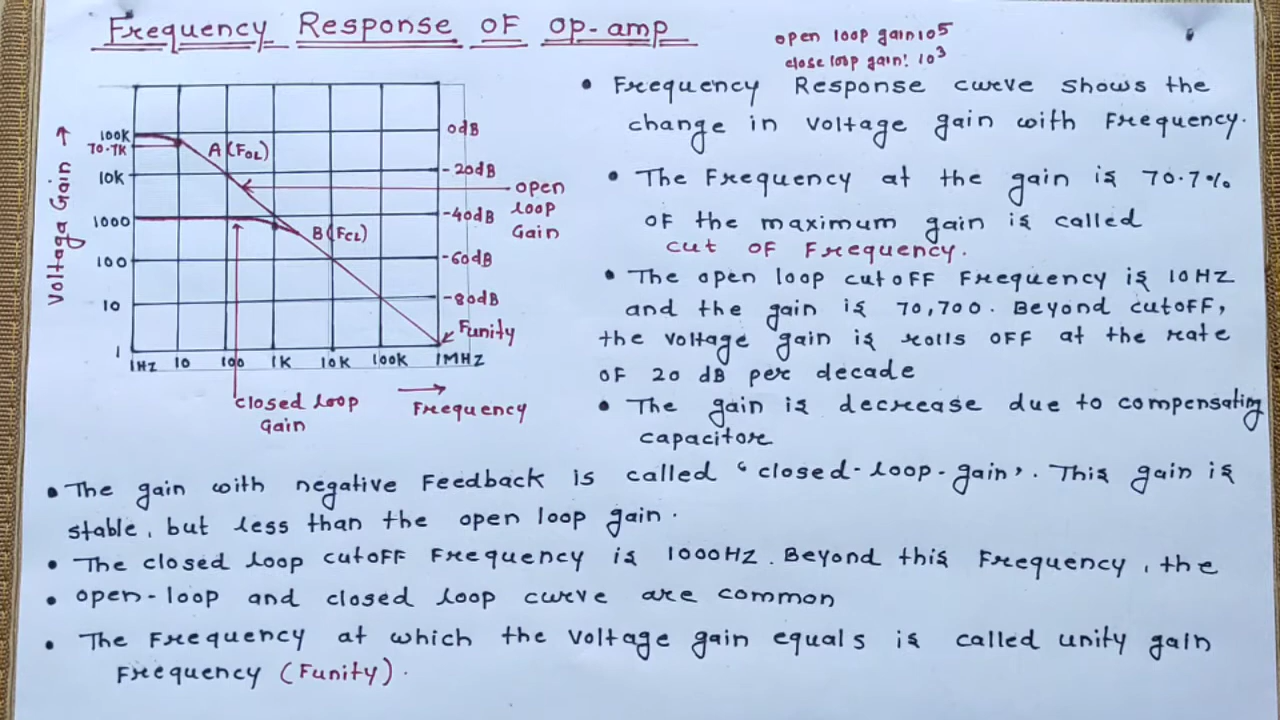 Frequency Response of op-amp
open loop gain 10⁵
close loop gain: 10³
Voltaga Gain →
100K
70.7K
10K
1000
100
10
1
1Hz 10 100 1K 10K 100K 1MHZ
A (FOL)
B (FCL)
0dB
-20dB
-40dB
-60dB
-80dB
open
loop
Gain
Funity
closed loop
Gain
Frequency
• Frequency Response curve shows the
change in voltage gain with Frequency.
• The Frequency at the gain is 70.7%
of the maximum gain is called
cut of Frequency.
• The open loop cutoff Frequency is 10HZ
and the gain is 70,700. Beyond cutoff,
the voltage gain is rolls off at the rate
of 20 dB per decade
• The gain is decrease due to compensating
capacitor
• The gain with negative Feedback is called 'closed-loop-gain'. This gain is
stable, but less than the open loop gain.
• The closed loop cutoff Frequency is 1000HZ. Beyond this Frequency, the
• open-loop and closed loop curve are common
• The Frequency at which the voltage gain equals is called unity gain
Frequency (Funity).